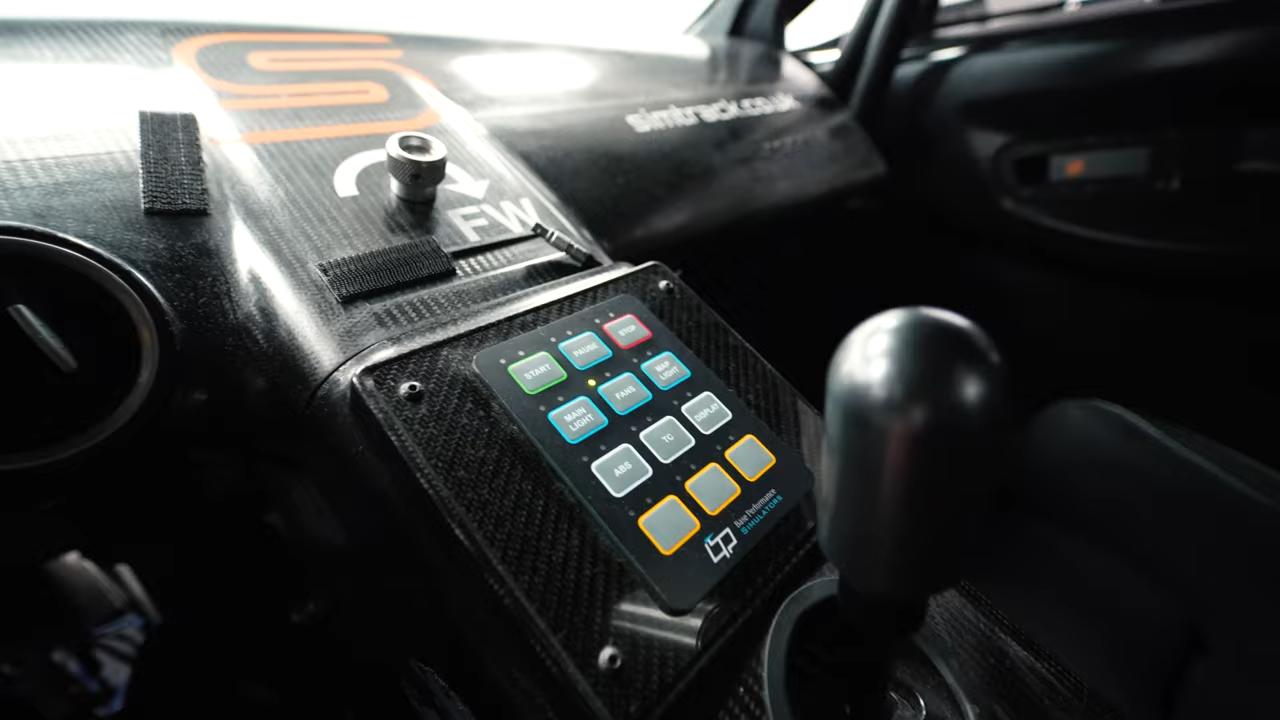 simtrack.co.uk
FW
START
PAUSE
STOP
MAIN
LIGHT
FANS
MAP
LIGHT
ABS
TC
DISPLAY
Base Performance
SIMULATORS